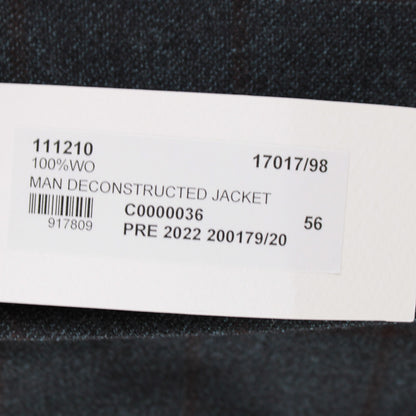 111210 17017/98
100%WO
MAN DECONSTRUCTED JACKET
C0000036 56
917809
PRE 2022 200179/20